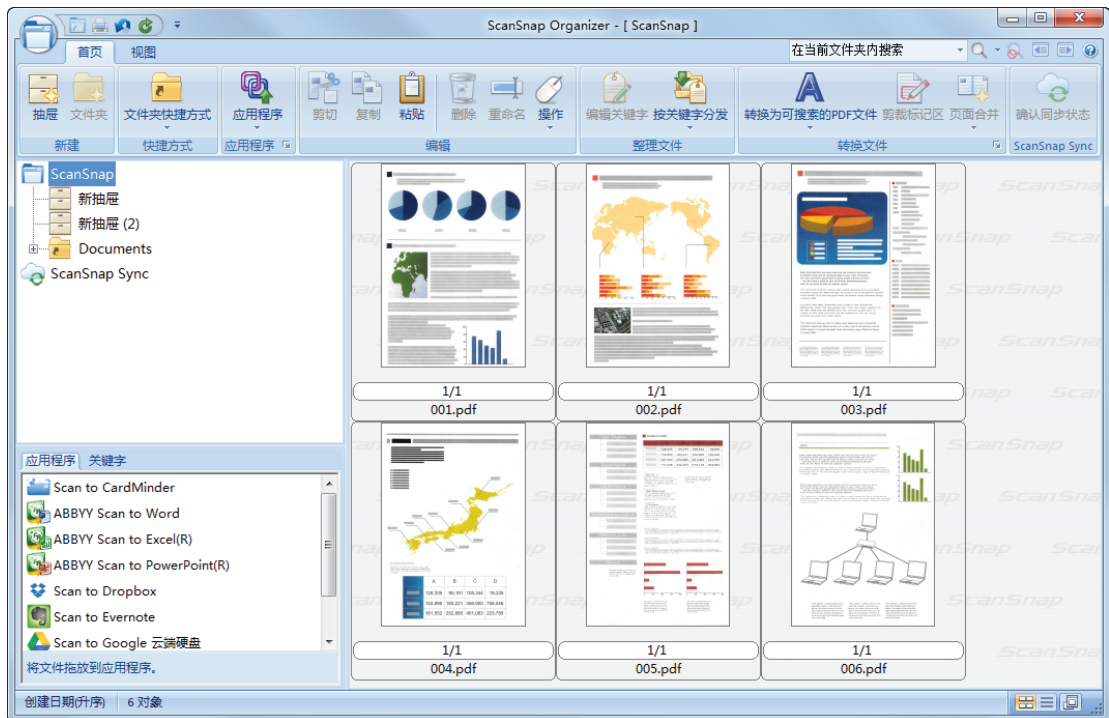 ScanSnap Organizer - [ ScanSnap ]
首页 视图
在当前文件夹内搜索
抽屉 文件夹 文件夹快捷方式 应用程序 剪切 复制 粘贴 删除 重命名 操作 编辑关键字 按关键字分发 转换为可搜索的PDF文件 剪裁标记区 页面合并 确认同步状态
新建 快捷方式 应用程序 编辑 整理文件 转换文件 ScanSnap Sync
ScanSnap
新抽屉
新抽屉 (2)
Documents
ScanSnap Sync
1/1 1/1 1/1
001.pdf 002.pdf 003.pdf
应用程序 关键字
Scan to CardMinder
ABBYY Scan to Word
ABBYY Scan to Excel(R)
ABBYY Scan to PowerPoint(R)
Scan to Dropbox
Scan to Evernote
Scan to Google 云端硬盘
将文件拖放到应用程序。
A B C D
1/1 1/1 1/1
004.pdf 005.pdf 006.pdf
创建日期(升序) 6 对象